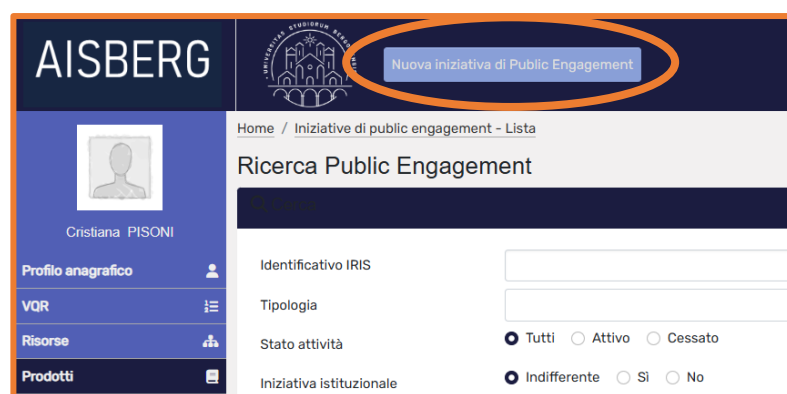 AISBERG
Nuova iniziativa di Public Engagement
Home / Iniziative di public engagement - Lista
Ricerca Public Engagement
Cristiana PISONI
Profilo anagrafico
VQR
Risorse
Prodotti
Identificativo IRIS
Tipologia
Stato attività
Tutti Attivo Cessato
Iniziativa istituzionale
Indifferente Sì No